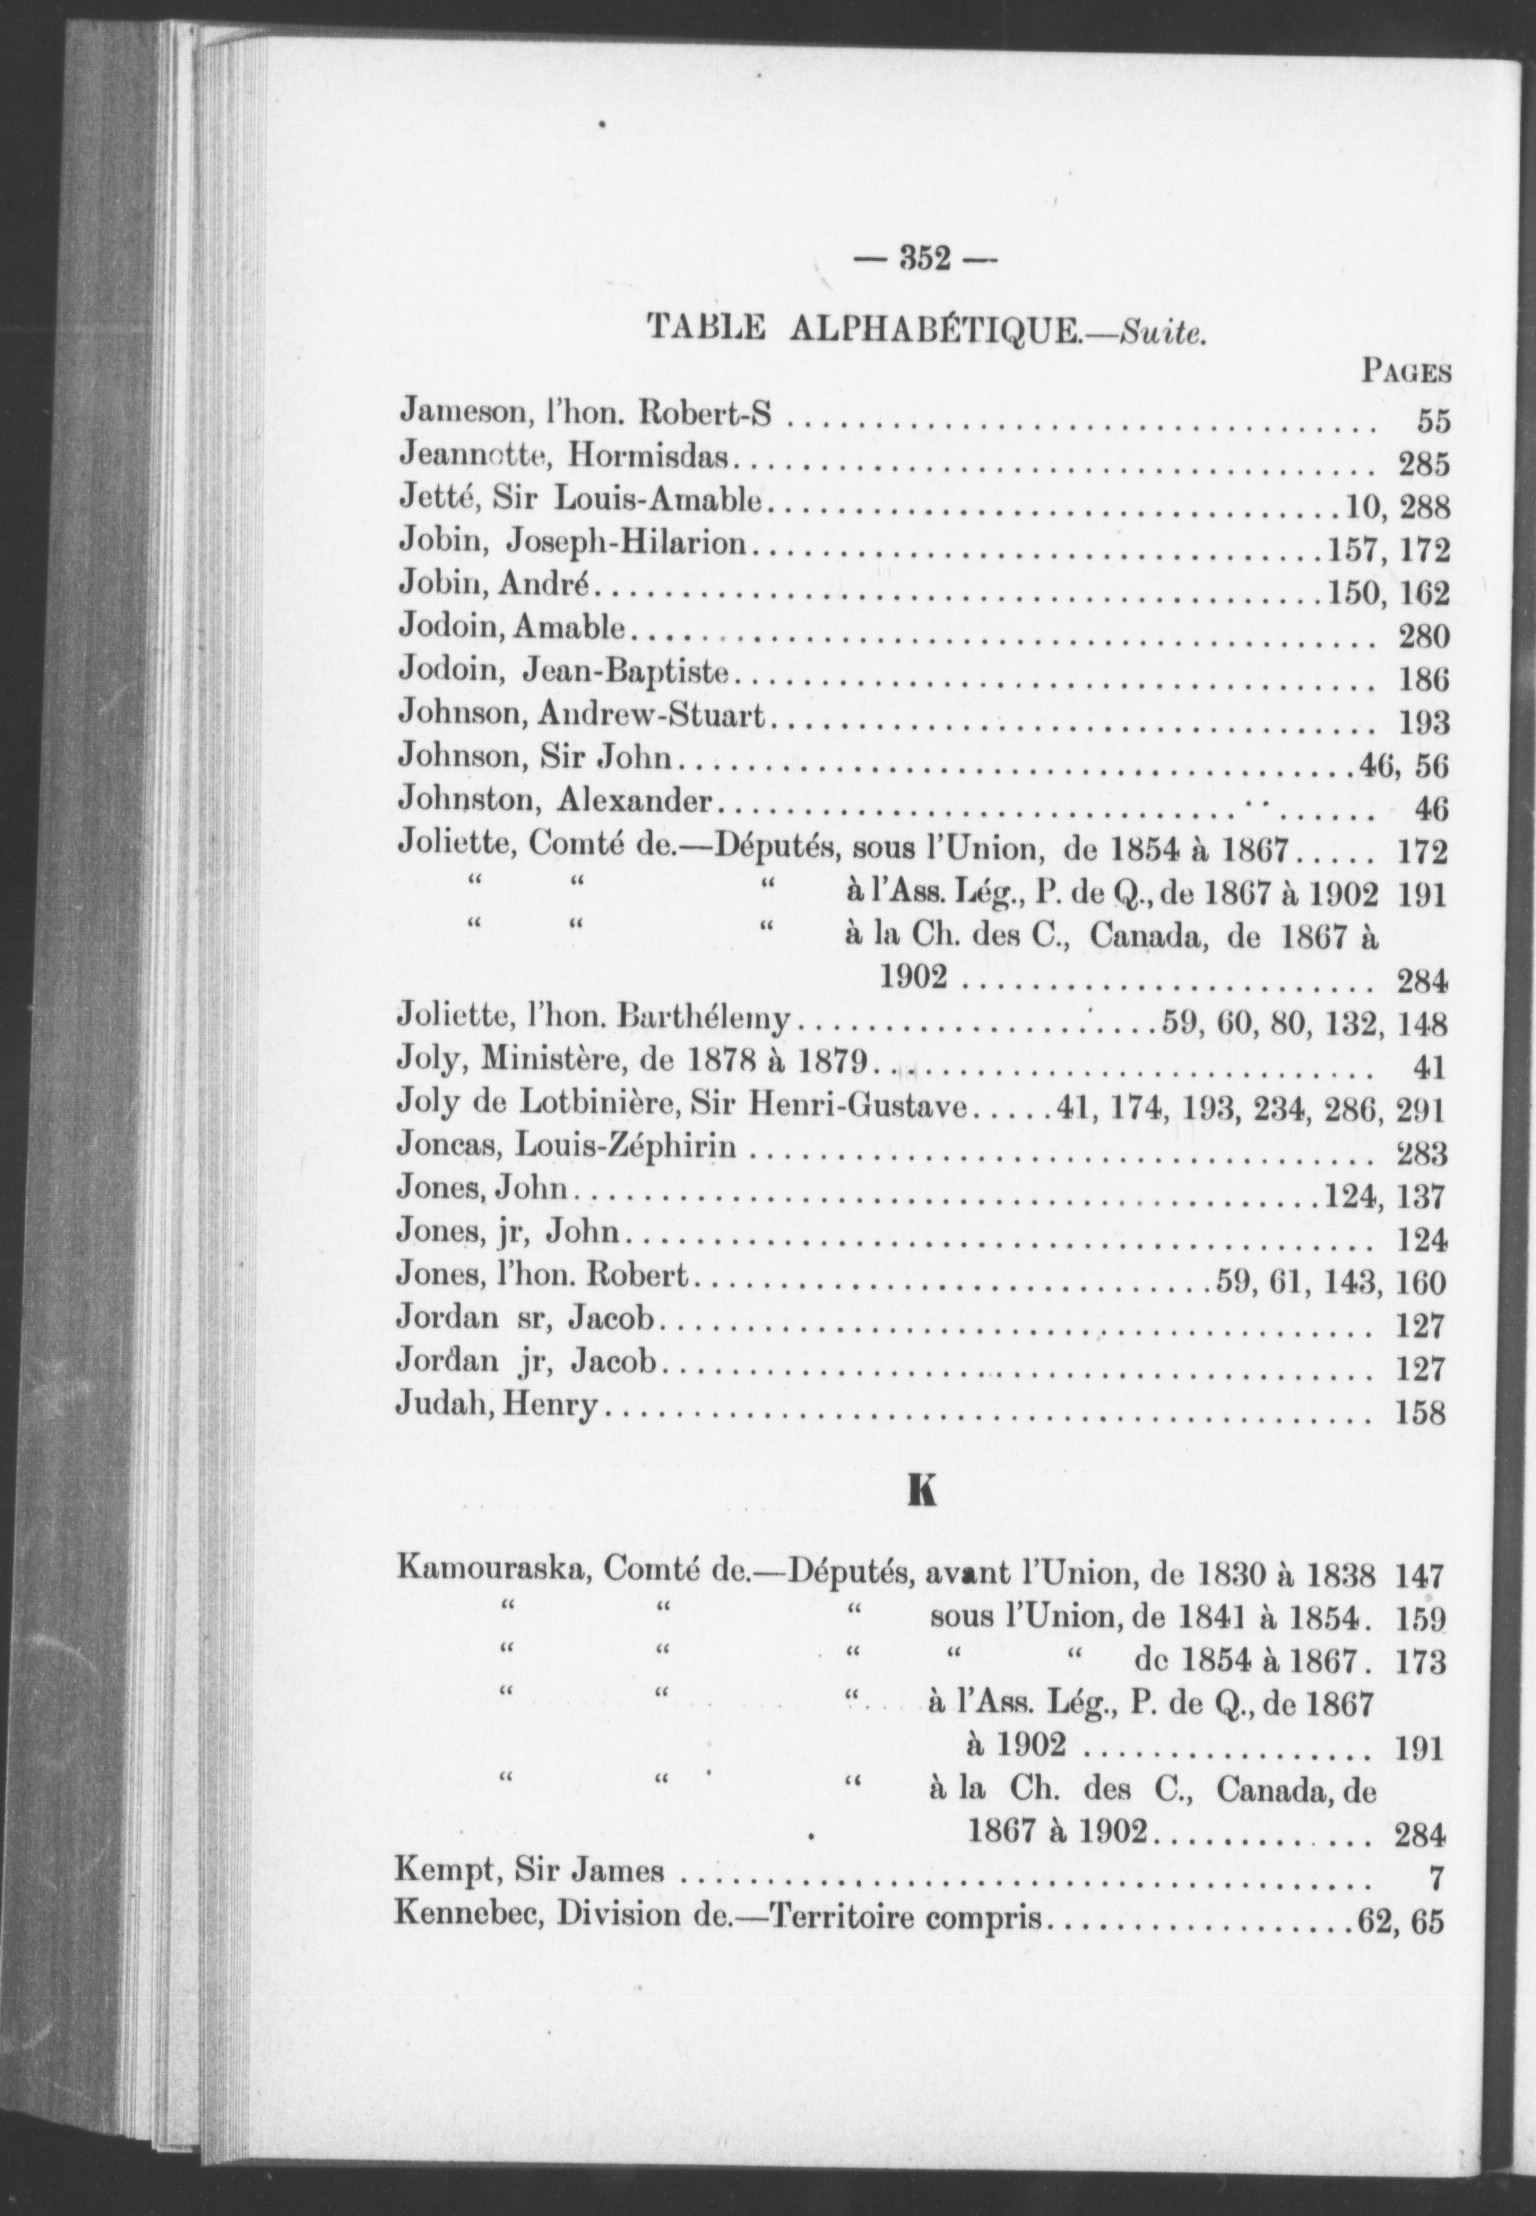 — 352 —
TABLE ALPHABÉTIQUE.—Suite.
PAGES
Jameson, l'hon. Robert-S .................................. 55
Jeannotte, Hormisdas..................................... 285
Jetté, Sir Louis-Amable.................................10, 288
Jobin, Joseph-Hilarion.................................157, 172
Jobin, André..........................................150, 162
Jodoin, Amable........................................... 280
Jodoin, Jean-Baptiste..................................... 186
Johnson, Andrew-Stuart................................... 193
Johnson, Sir John.......................................46, 56
Johnston, Alexander...................................... 46
Joliette, Comté de.—Députés, sous l'Union, de 1854 à 1867..... 172
“ “ “ à l'Ass. Lég., P. de Q., de 1867 à 1902 191
“ “ “ à la Ch. des C., Canada, de 1867 à
1902 ........................ 284
Joliette, l'hon. Barthélemy.....................59, 60, 80, 132, 148
Joly, Ministère, de 1878 à 1879............................. 41
Joly de Lotbinière, Sir Henri-Gustave.....41, 174, 193, 234, 286, 291
Joncas, Louis-Zéphirin .................................... 283
Jones, John...........................................124, 137
Jones, jr, John........................................... 124
Jones, l'hon. Robert..............................59, 61, 143, 160
Jordan sr, Jacob......................................... 127
Jordan jr, Jacob......................................... 127
Judah, Henry............................................ 158
K
Kamouraska, Comté de.—Députés, avant l'Union, de 1830 à 1838 147
“ “ “ sous l'Union, de 1841 à 1854. 159
“ “ “ “ “ de 1854 à 1867. 173
“ “ “ à l'Ass. Lég., P. de Q., de 1867
à 1902 ................. 191
“ “ “ à la Ch. des C., Canada, de
1867 à 1902............. 284
Kempt, Sir James ........................................ 7
Kennebec, Division de.—Territoire compris..................62, 65